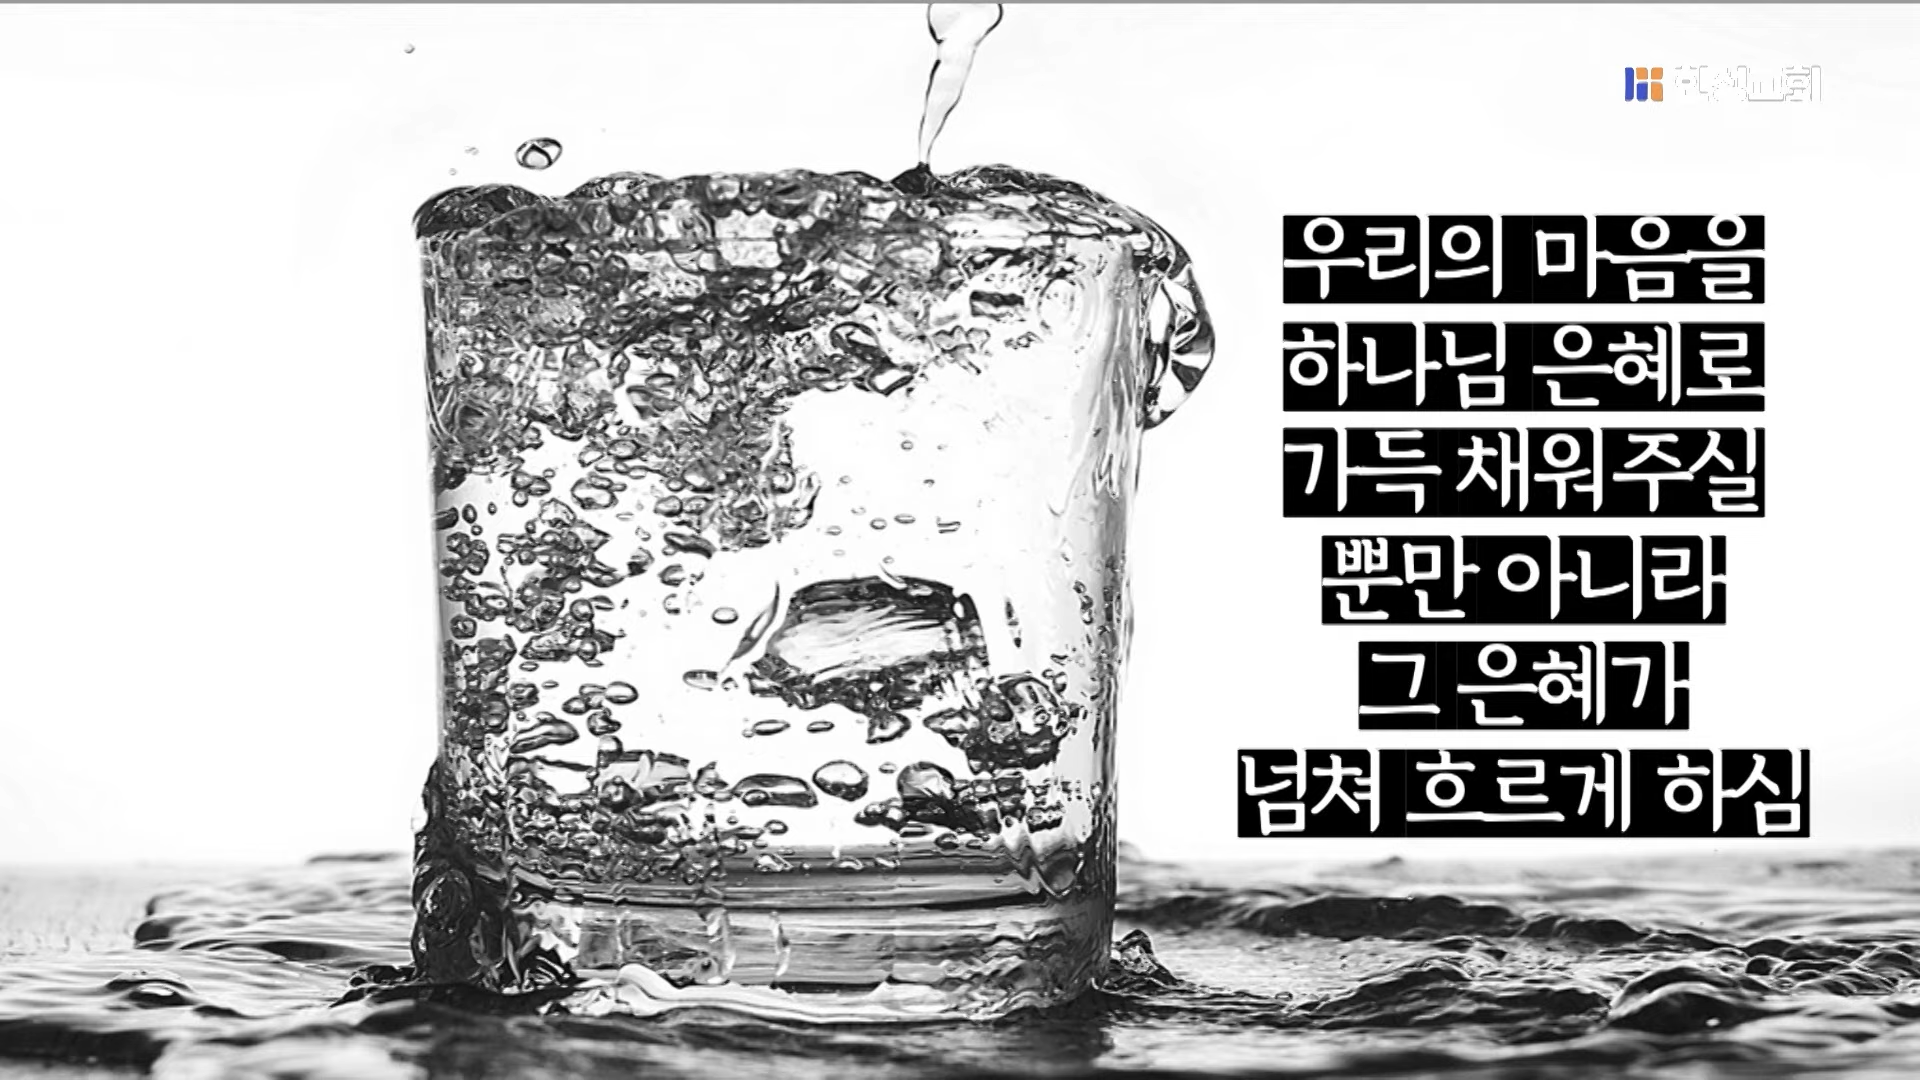 우리의 마음을
하나님 은혜로
가득 채워주실
뿐만 아니라
그 은혜가
넘쳐 흐르게 하심